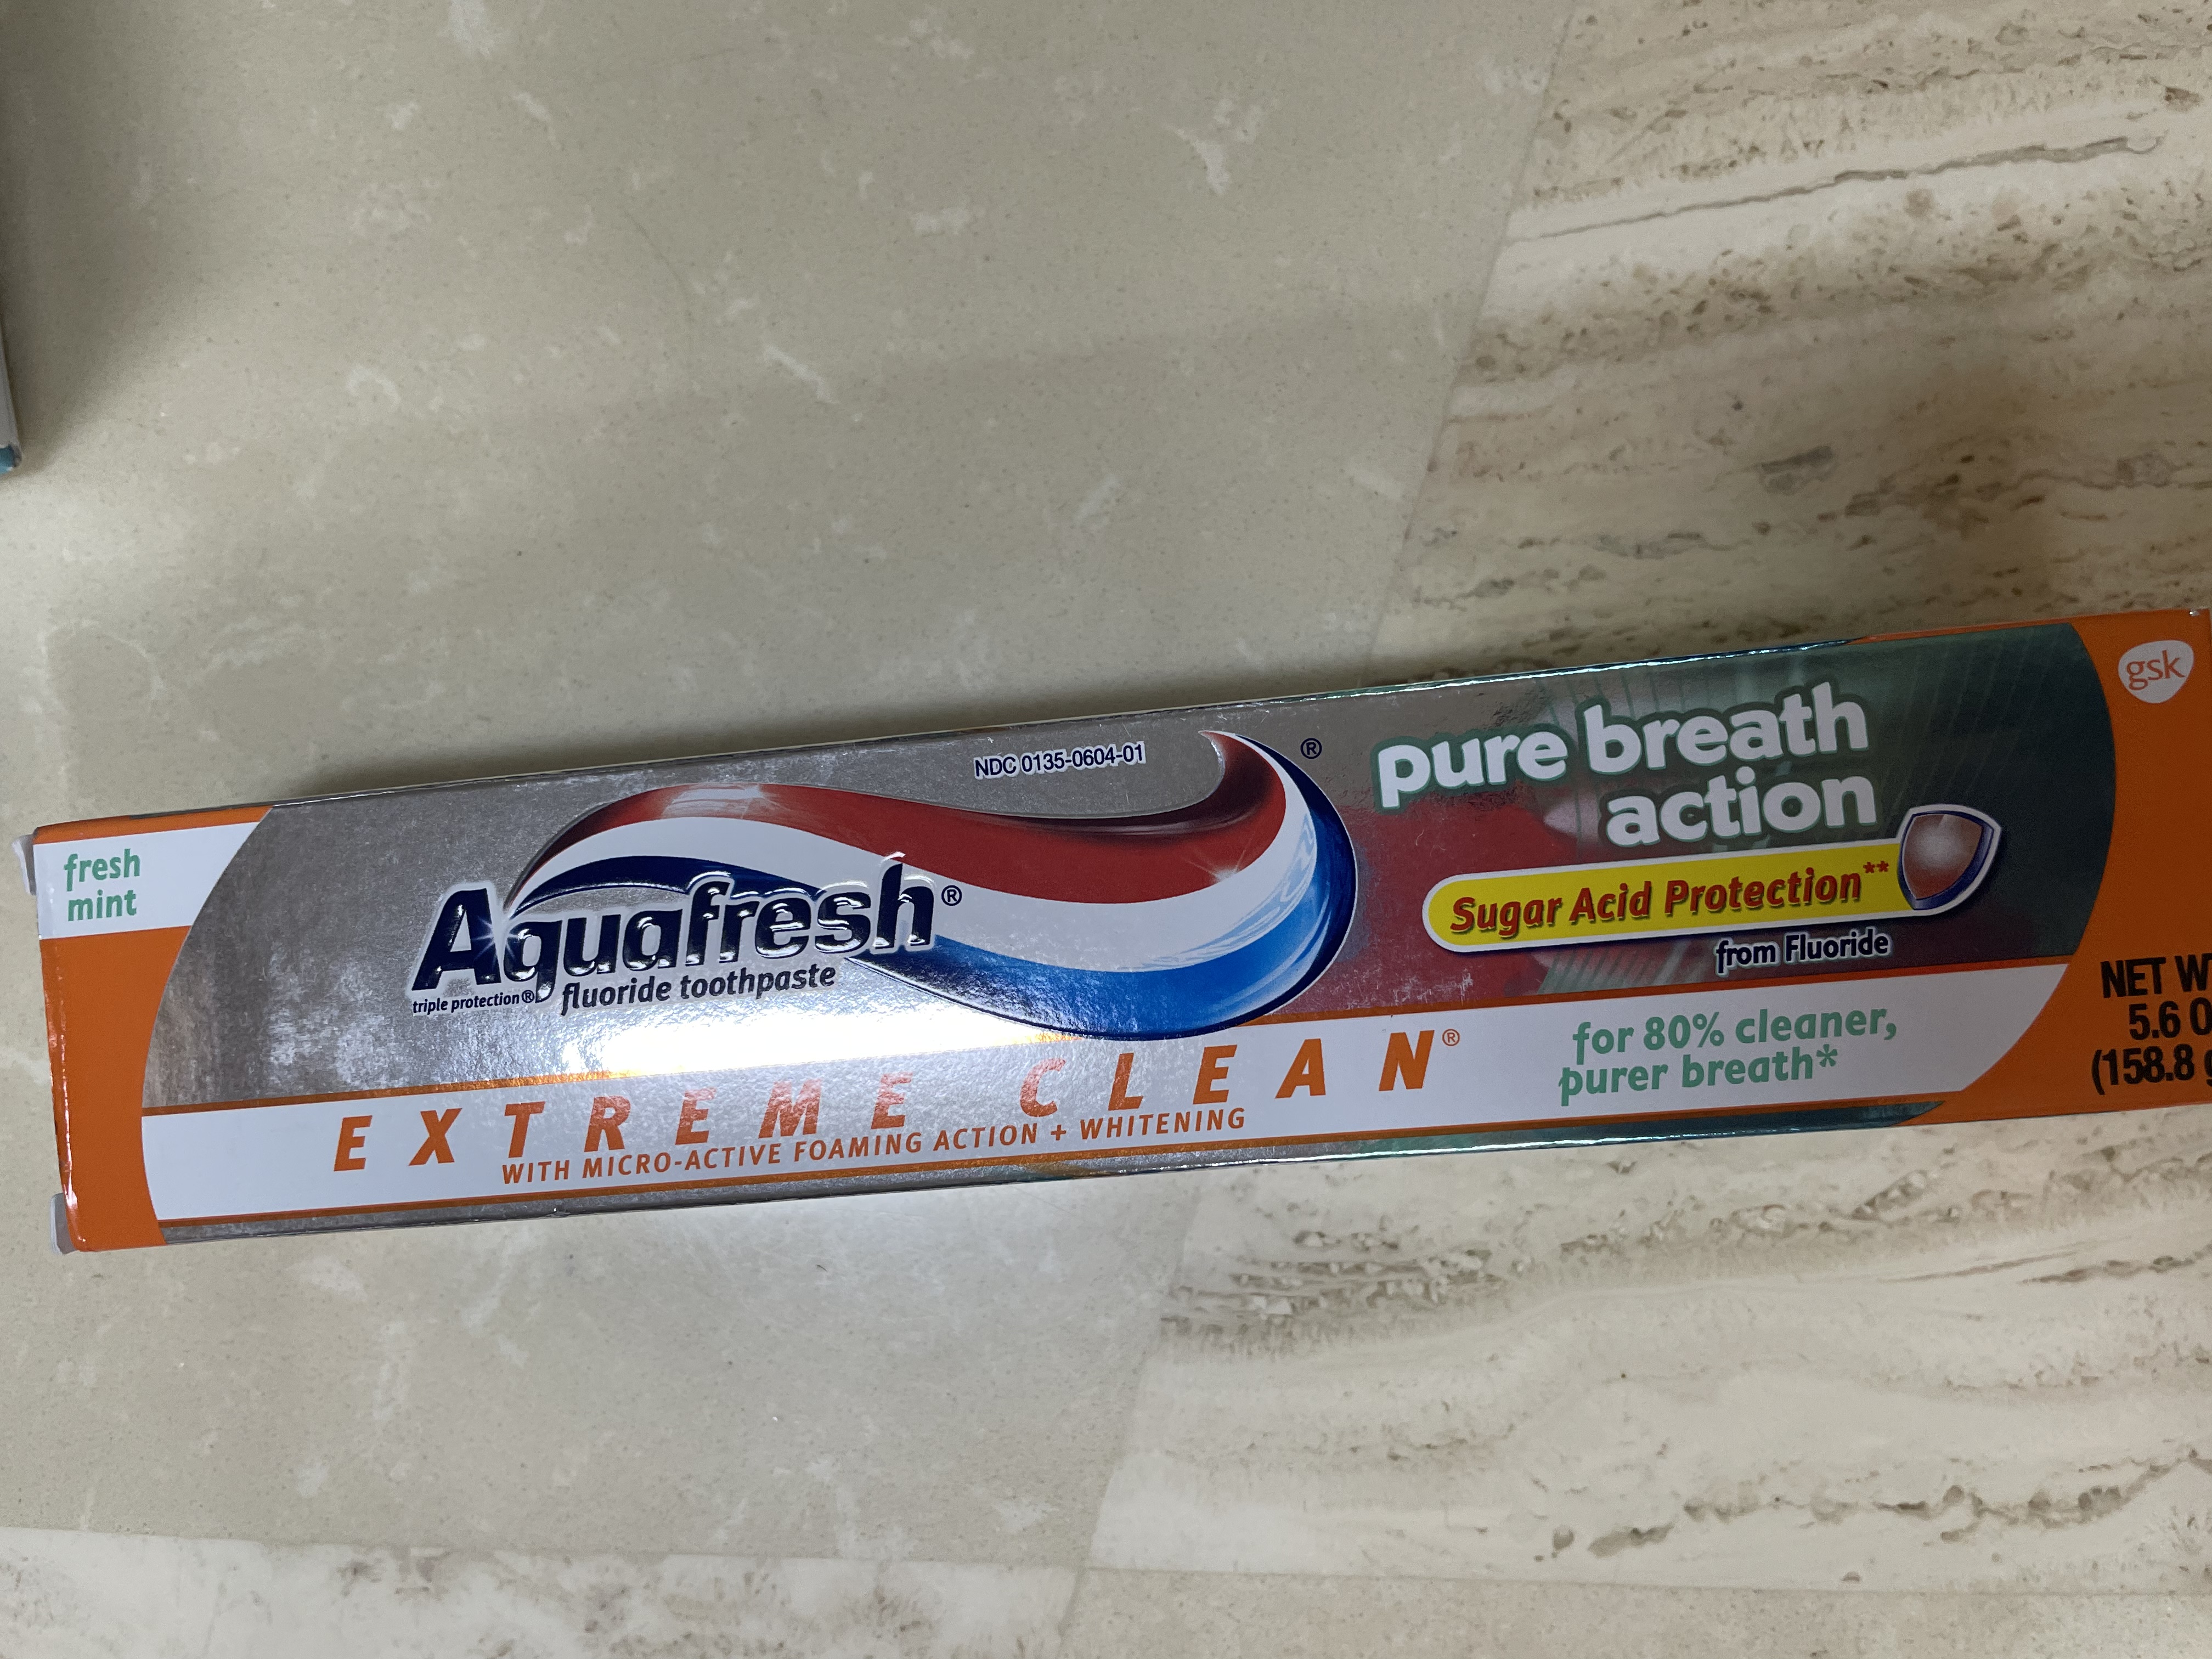 fresh
mint
NDC 0135-0604-01
®
Aquafresh®
triple protection® fluoride toothpaste
EXTREME CLEAN®
WITH MICRO-ACTIVE FOAMING ACTION + WHITENING
pure breath
action
Sugar Acid Protection**
from Fluoride
for 80% cleaner,
purer breath*
gsk
NET W
5.6 O
(158.8 g